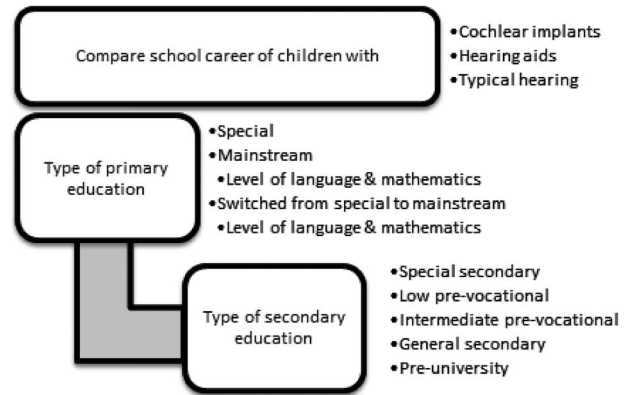 Compare school career of children with
•Cochlear implants
•Hearing aids
•Typical hearing
Type of primary
education
•Special
•Mainstream
•Level of language & mathematics
•Switched from special to mainstream
•Level of language & mathematics
Type of secondary
education
•Special secondary
•Low pre-vocational
•Intermediate pre-vocational
•General secondary
•Pre-university